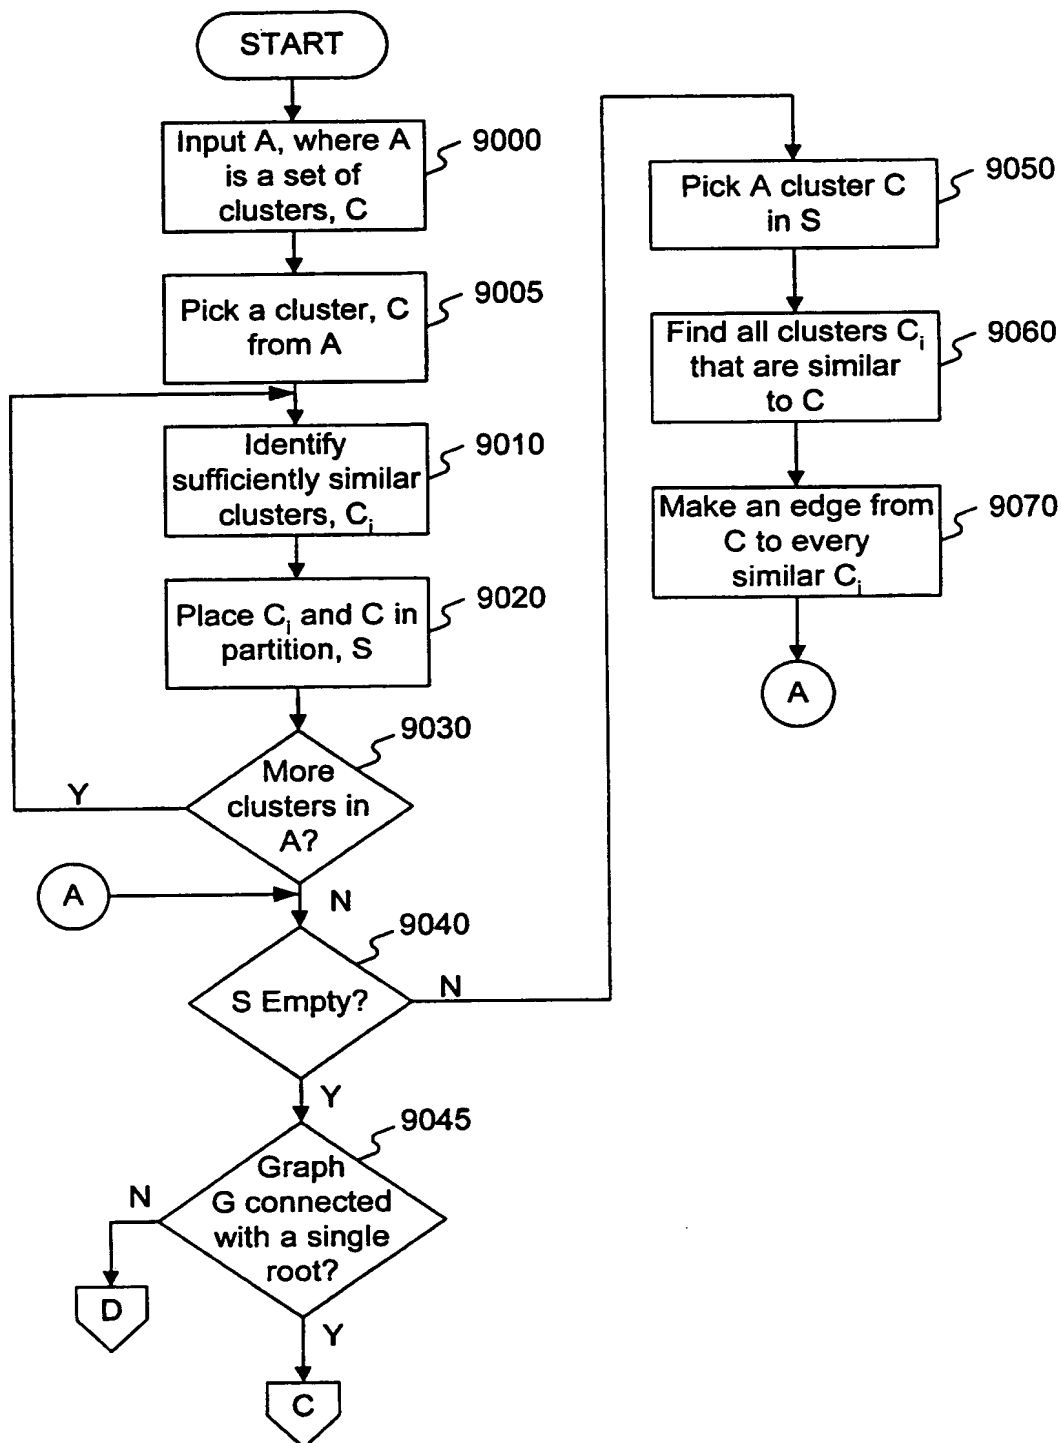 START
Input A, where A
is a set of
clusters, C
9000
Pick a cluster, C
from A
9005
Identify
sufficiently similar
clusters, Ci
9010
Place Ci and C in
partition, S
9020
More
clusters in
A?
9030
Y
N
A
S Empty?
9040
N
Y
Graph
G connected
with a single
root?
9045
N
D
Y
C
Pick A cluster C
in S
9050
Find all clusters Ci
that are similar
to C
9060
Make an edge from
C to every
similar Ci
9070
A